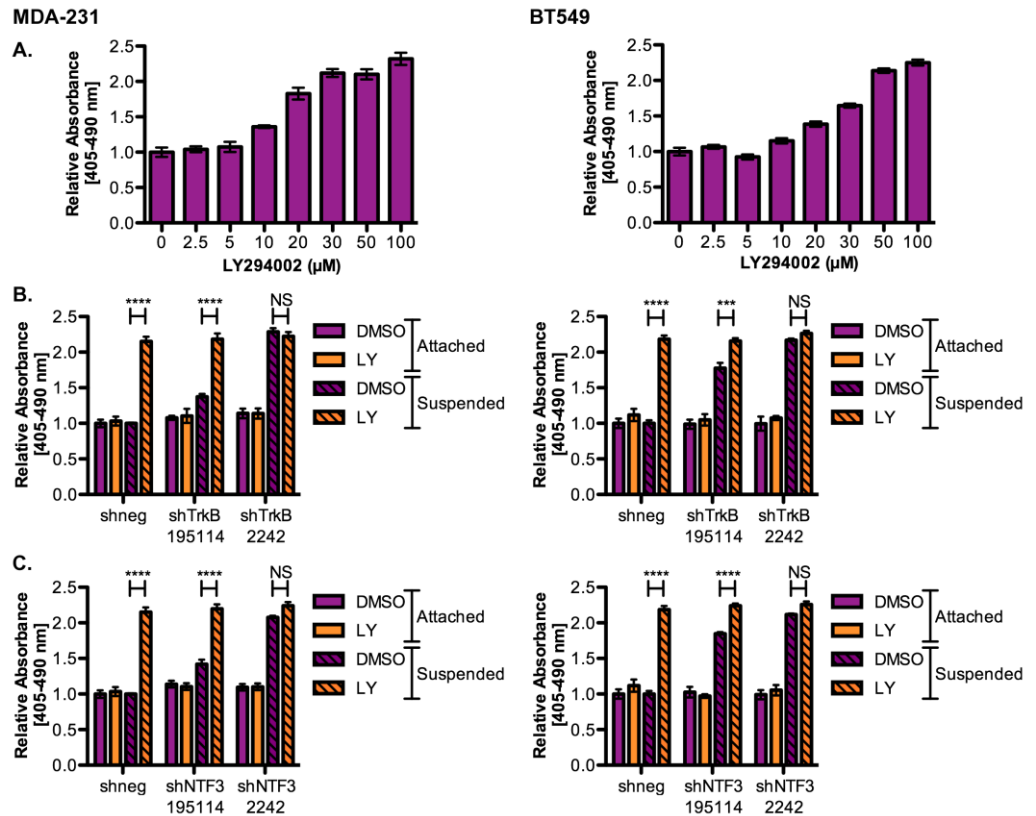 MDA-231
BT549
A.
Relative Absorbance
[405-490 nm]
2.5
2.0
1.5
1.0
0.5
0.0
0 2.5 5 10 20 30 50 100
LY294002 (µM)
Relative Absorbance
[405-490 nm]
2.5
2.0
1.5
1.0
0.5
0.0
0 2.5 5 10 20 30 50 100
LY294002 (µM)
B.
Relative Absorbance
[405-490 nm]
2.5
2.0
1.5
1.0
0.5
0.0
**** **** NS
shneg shTrkB shTrkB
195114 2242
DMSO
LY
Attached
DMSO
LY
Suspended
Relative Absorbance
[405-490 nm]
2.5
2.0
1.5
1.0
0.5
0.0
**** *** NS
shneg shTrkB shTrkB
195114 2242
DMSO
LY
Attached
DMSO
LY
Suspended
C.
Relative Absorbance
[405-490 nm]
2.5
2.0
1.5
1.0
0.5
0.0
**** **** NS
shneg shNTF3 shNTF3
195114 2242
DMSO
LY
Attached
DMSO
LY
Suspended
Relative Absorbance
[405-490 nm]
2.5
2.0
1.5
1.0
0.5
0.0
**** **** NS
shneg shNTF3 shNTF3
195114 2242
DMSO
LY
Attached
DMSO
LY
Suspended